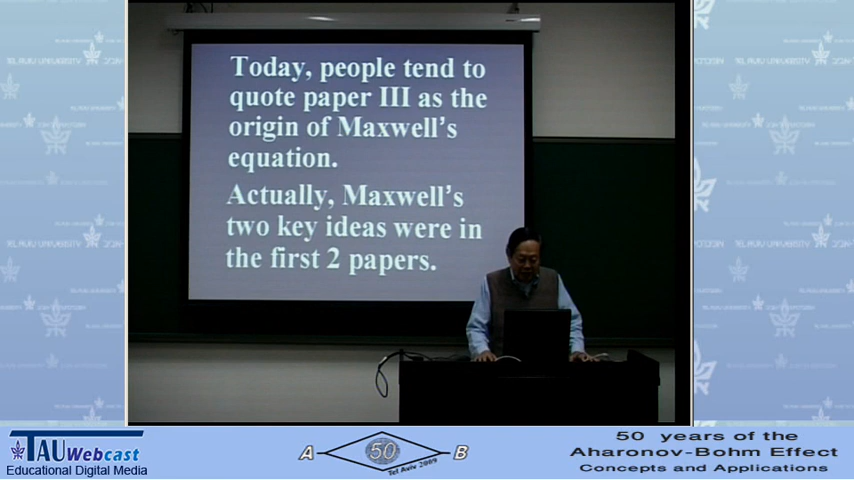 Today, people tend to
quote paper III as the
origin of Maxwell's
equation.
Actually, Maxwell's
two key ideas were in
the first 2 papers.
TAU Webcast
Educational Digital Media
A 50 B
Tel Aviv 2009
50 years of the
Aharonov-Bohm Effect
Concepts and Applications